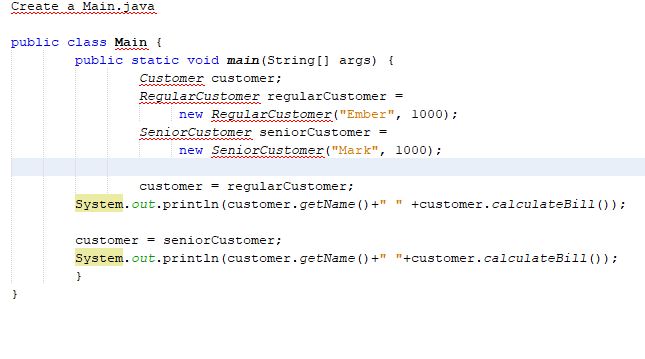 Create a Main.java
public class Main {
public static void main(String[] args) {
Customer customer;
RegularCustomer regularCustomer =
new RegularCustomer("Ember", 1000);
SeniorCustomer seniorCustomer =
new SeniorCustomer("Mark", 1000);
customer = regularCustomer;
System.out.println(customer.getName()+" " +customer.calculateBill());
customer = seniorCustomer;
System.out.println(customer.getName()+" "+customer.calculateBill());
}
}